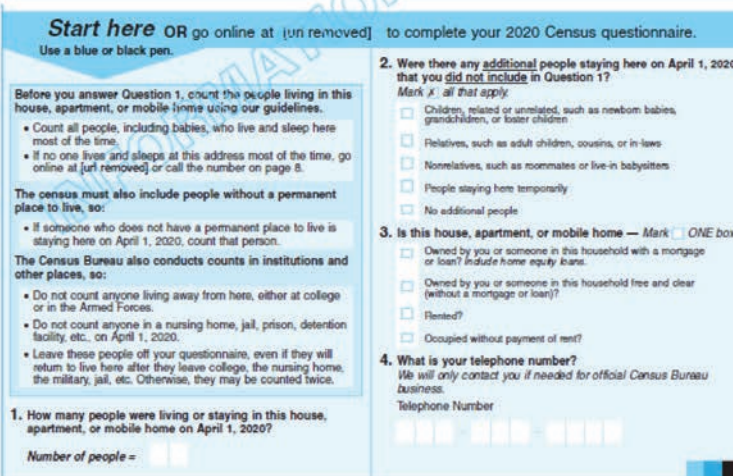 Start here OR go online at [url removed] to complete your 2020 Census questionnaire.
Use a blue or black pen.
Before you answer Question 1, count the people living in this
house, apartment, or mobile home using our guidelines.
• Count all people, including babies, who live and sleep here
most of the time.
• If no one lives and sleeps at this address most of the time, go
online at [url removed] or call the number on page 8.
The census must also include people without a permanent
place to live, so:
• If someone who does not have a permanent place to live is
staying here on April 1, 2020, count that person.
The Census Bureau also conducts counts in institutions and
other places, so:
• Do not count anyone living away from here, either at college
or in the Armed Forces.
• Do not count anyone in a nursing home, jail, prison, detention
facility, etc., on April 1, 2020.
• Leave these people off your questionnaire, even if they will
return to live here after they leave college, the nursing home,
the military, jail, etc. Otherwise, they may be counted twice.
1. How many people were living or staying in this house,
apartment, or mobile home on April 1, 2020?
Number of people =
2. Were there any additional people staying here on April 1, 2020
that you did not include in Question 1?
Mark X all that apply.
Children, related or unrelated, such as newborn babies,
grandchildren, or foster children
Relatives, such as adult children, cousins, or in-laws
Nonrelatives, such as roommates or live-in babysitters
People staying here temporarily
No additional people
3. Is this house, apartment, or mobile home — Mark ONE box
Owned by you or someone in this household with a mortgage
or loan? Include home equity loans.
Owned by you or someone in this household free and clear
(without a mortgage or loan)?
Rented?
Occupied without payment of rent?
4. What is your telephone number?
We will only contact you if needed for official Census Bureau
business.
Telephone Number